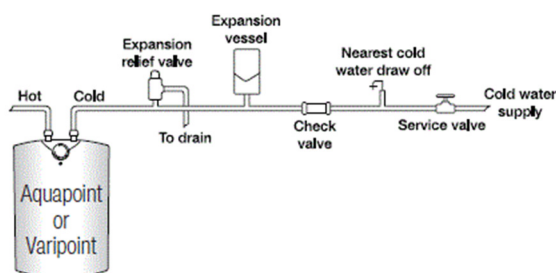 Expansion
vessel
Expansion
relief valve
Nearest cold
water draw off
Hot
Cold
Cold water
supply
To drain
Check
valve
Service valve
Aquapoint
or
Varipoint